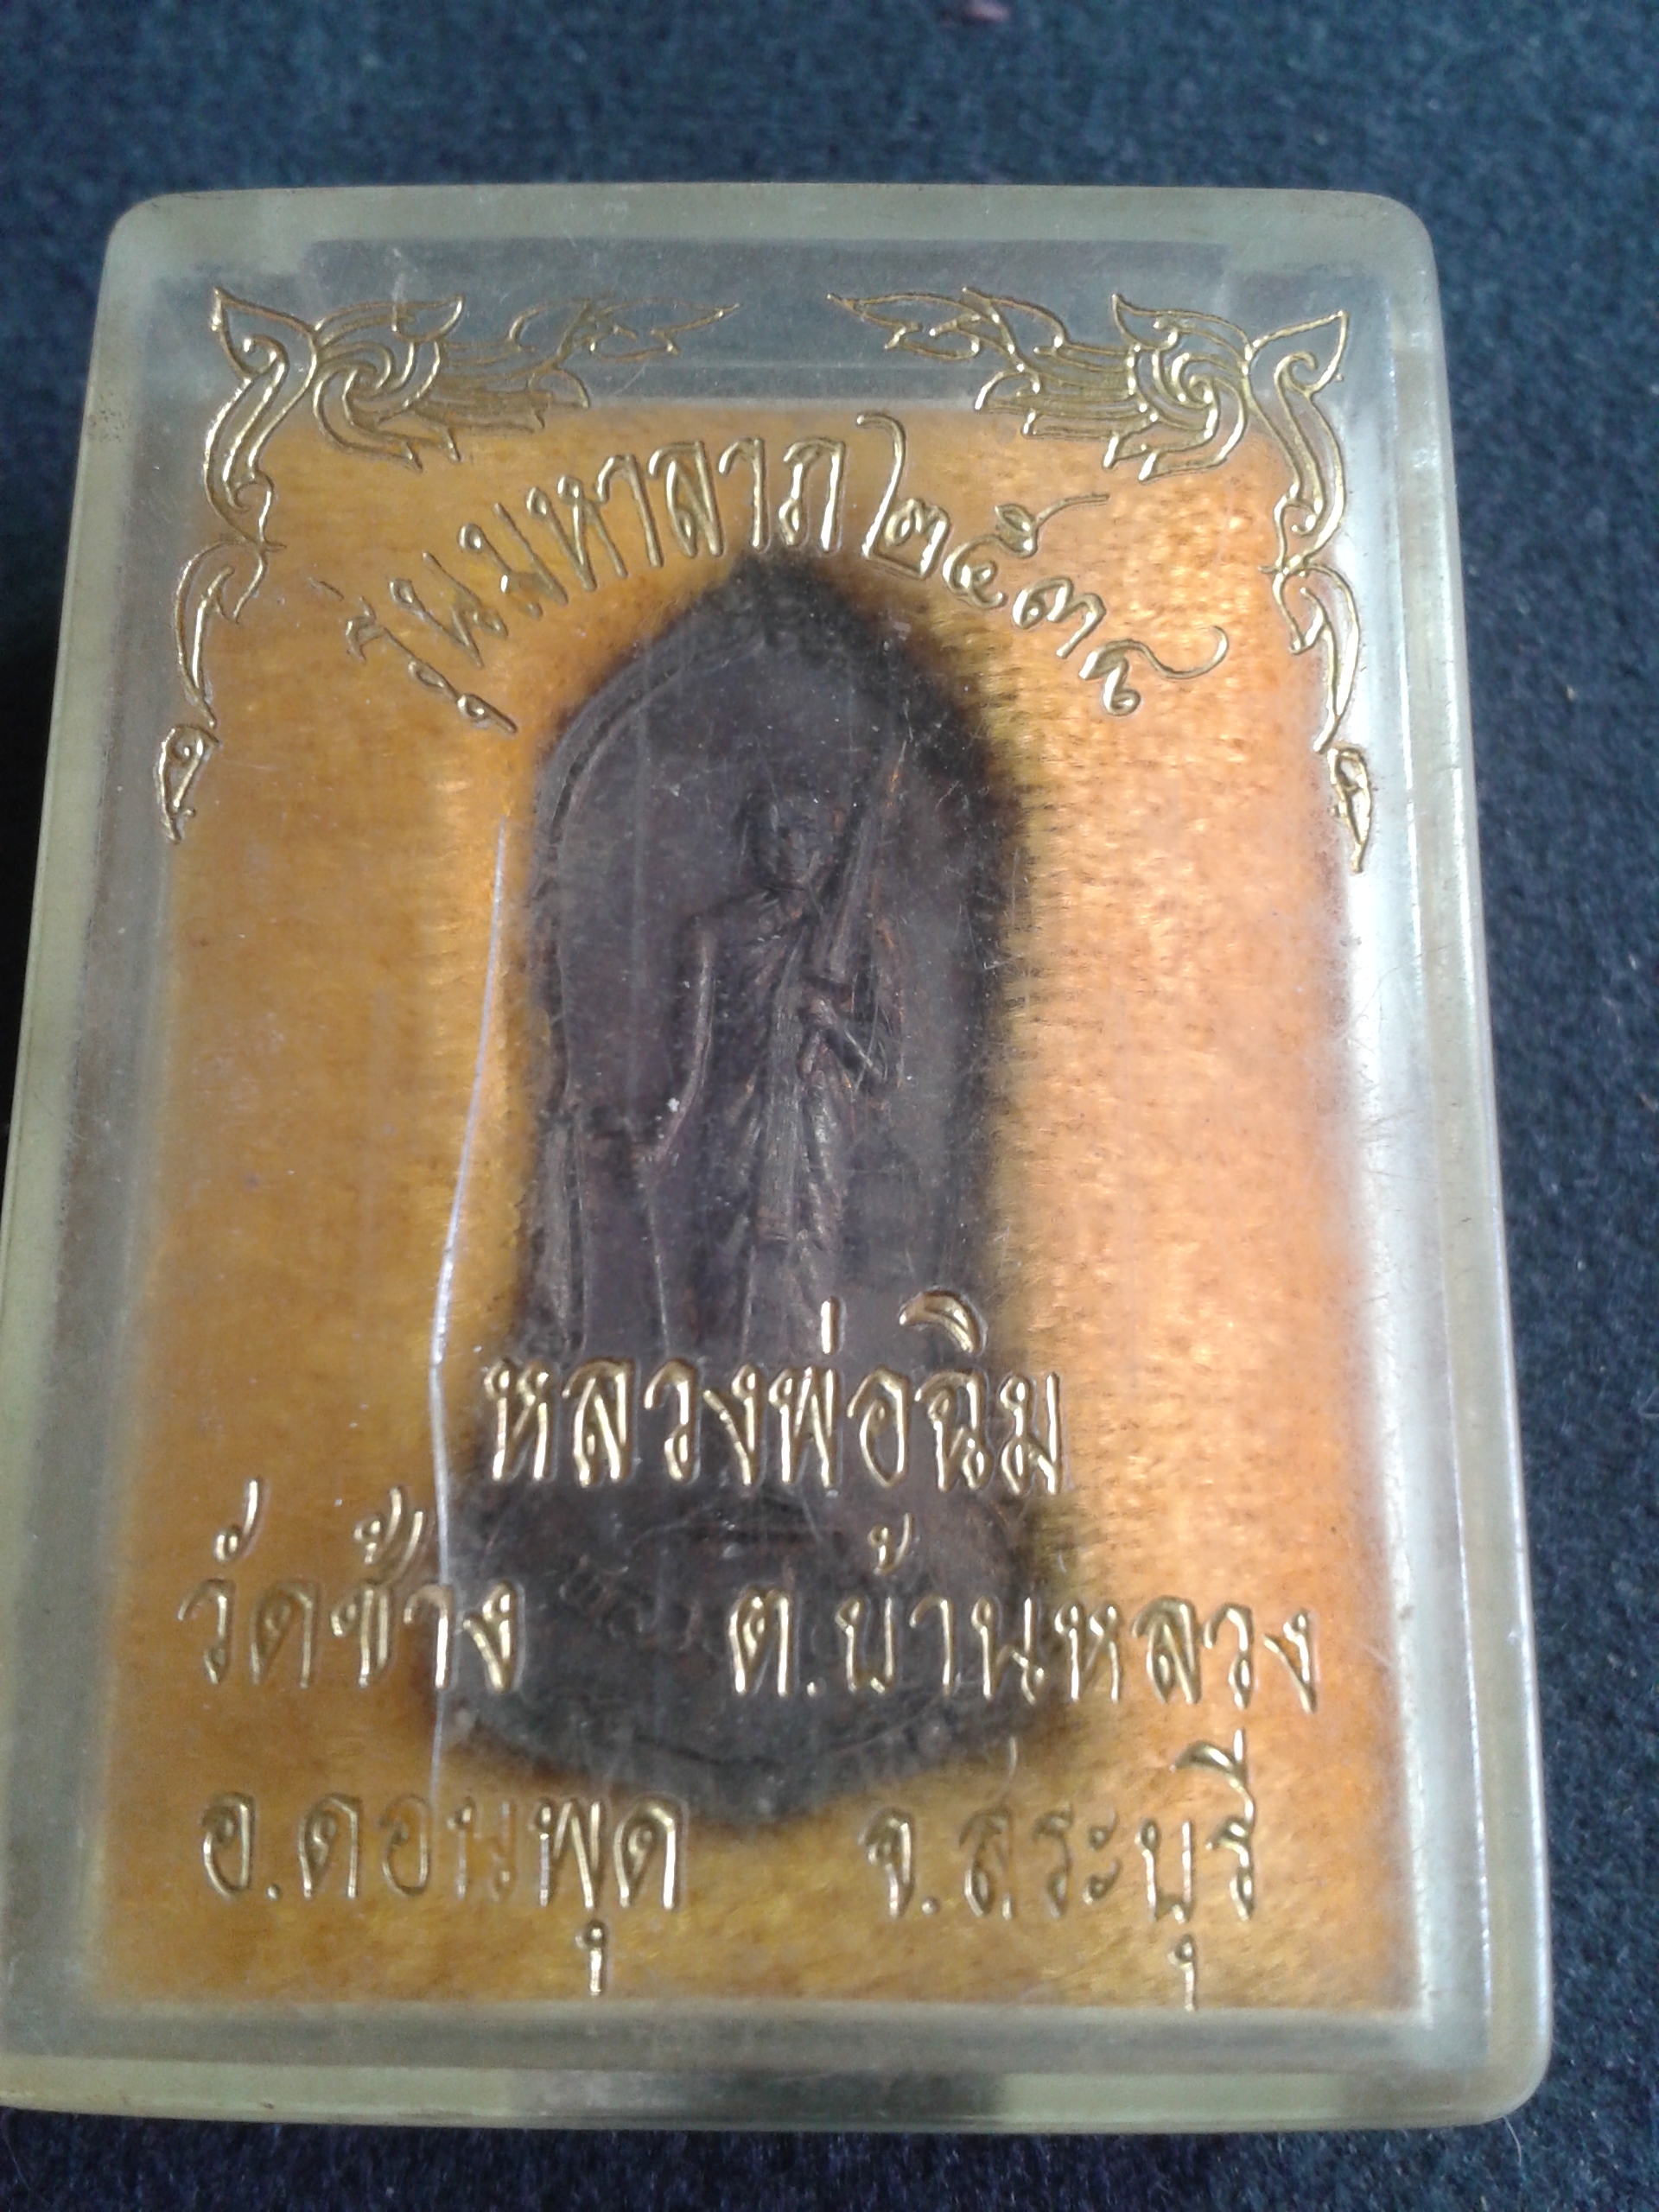 รุ่นมหาลาภ ๒๕๓๘
หลวงพ่อฉิม
วัดช้าง ต.บ้านหลวง
อ.ดอนพุด จ.สระบุรี